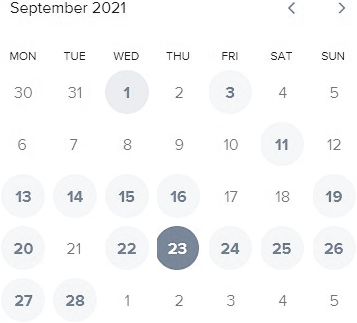 September 2021
MON TUE WED THU FRI SAT SUN
30 31 1 2 3 4 5
6 7 8 9 10 11 12
13 14 15 16 17 18 19
20 21 22 23 24 25 26
27 28 1 2 3 4 5